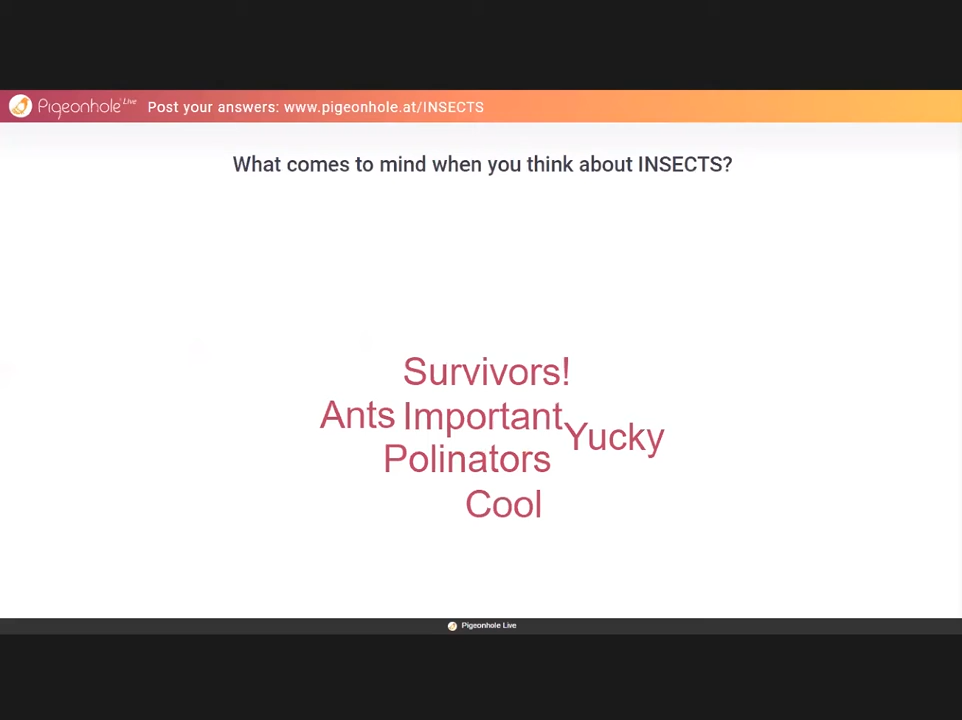 Pigeonhole Live Post your answers: www.pigeonhole.at/INSECTS
What comes to mind when you think about INSECTS?
Survivors!
Ants Important Yucky
Polinators
Cool
Pigeonhole Live